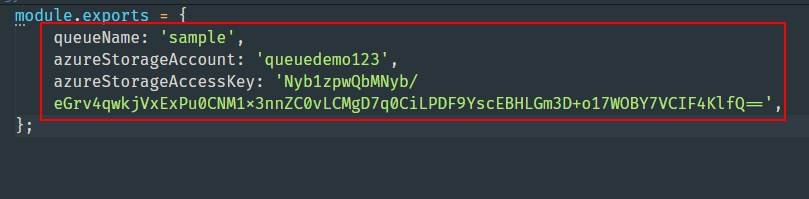 module.exports = {
queueName: 'sample',
azureStorageAccount: 'queuedemo123',
azureStorageAccessKey: 'Nyb1zpwQbMNyb/
eGrv4qwkjVxExPu0CNM1x3nnZC0vLCMgD7q0CiLPDF9YscEBHLGm3D+o17WOBY7VCIF4KlfQ==',
};